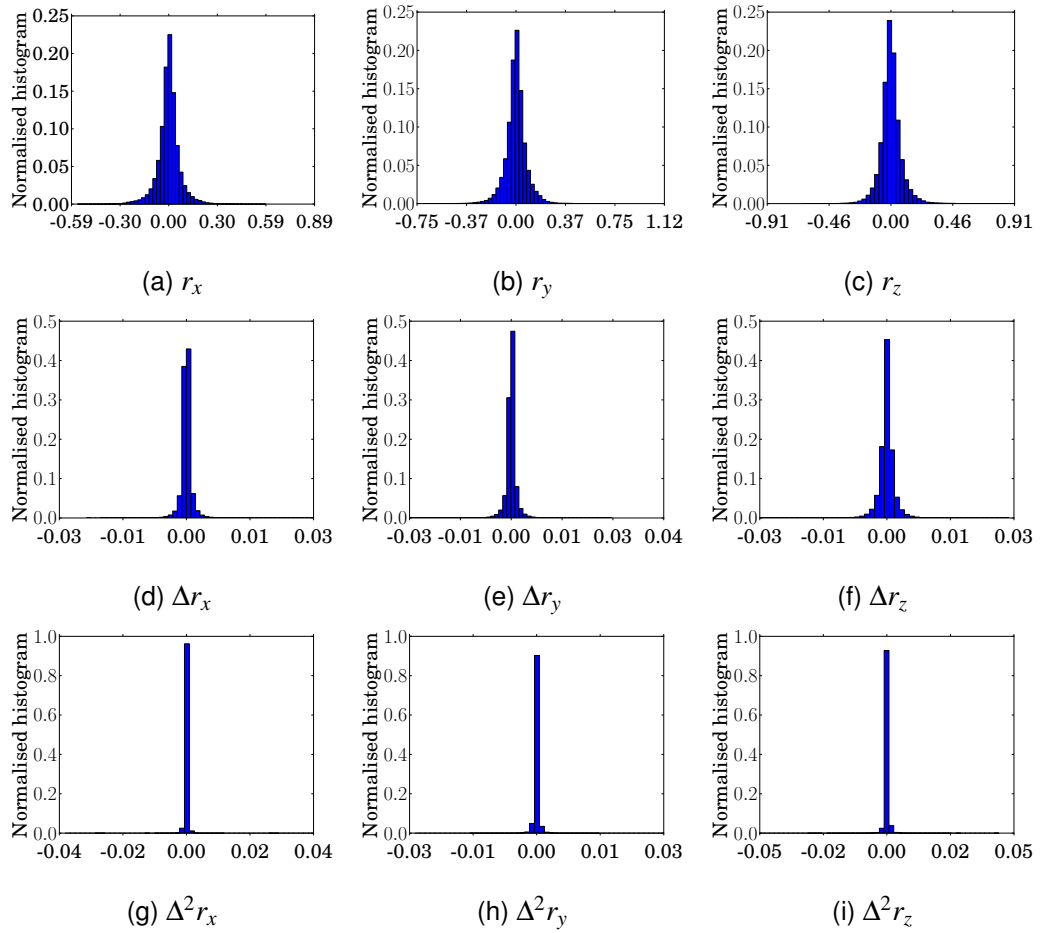 Normalised histogram
0.25
0.20
0.15
0.10
0.05
0.00
-0.59 -0.30 0.00 0.30 0.59 0.89
(a) r_x
Normalised histogram
0.25
0.20
0.15
0.10
0.05
0.00
-0.75 -0.37 0.00 0.37 0.75 1.12
(b) r_y
Normalised histogram
0.25
0.20
0.15
0.10
0.05
0.00
-0.91 -0.46 0.00 0.46 0.91
(c) r_z
Normalised histogram
0.5
0.4
0.3
0.2
0.1
0.0
-0.03 -0.01 0.00 0.01 0.03
(d) Δr_x
Normalised histogram
0.5
0.4
0.3
0.2
0.1
0.0
-0.03 -0.01 0.00 0.01 0.03 0.04
(e) Δr_y
Normalised histogram
0.5
0.4
0.3
0.2
0.1
0.0
-0.03 -0.01 0.00 0.01 0.03
(f) Δr_z
Normalised histogram
1.0
0.8
0.6
0.4
0.2
0.0
-0.04 -0.02 0.00 0.02 0.04
(g) Δ²r_x
Normalised histogram
1.0
0.8
0.6
0.4
0.2
0.0
-0.03 -0.01 0.00 0.01 0.03
(h) Δ²r_y
Normalised histogram
1.0
0.8
0.6
0.4
0.2
0.0
-0.05 -0.02 0.00 0.02 0.05
(i) Δ²r_z